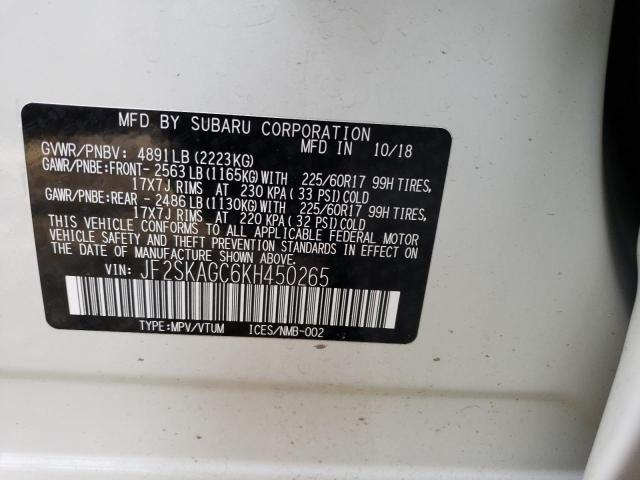 MFD BY SUBARU CORPORATION
GVWR/PNBV: 4891LB (2223KG) MFD IN 10/18
GAWR/PNBE:FRONT- 2563 LB (1165KG) WITH 225/60R17 99H TIRES,
17X7J RIMS AT 230 KPA (33 PSI) COLD
GAWR/PNBE:REAR - 2486 LB (1130KG) WITH 225/60R17 99H TIRES,
17X7J RIMS AT 220 KPA (32 PSI) COLD
THIS VEHICLE CONFORMS TO ALL APPLICABLE FEDERAL MOTOR
VEHICLE SAFETY AND THEFT PREVENTION STANDARDS IN EFFECT ON
THE DATE OF MANUFACTURE SHOWN ABOVE.
VIN: JF2SKAGC6KH450265
TYPE:MPV/VTUM ICES/NMB-002